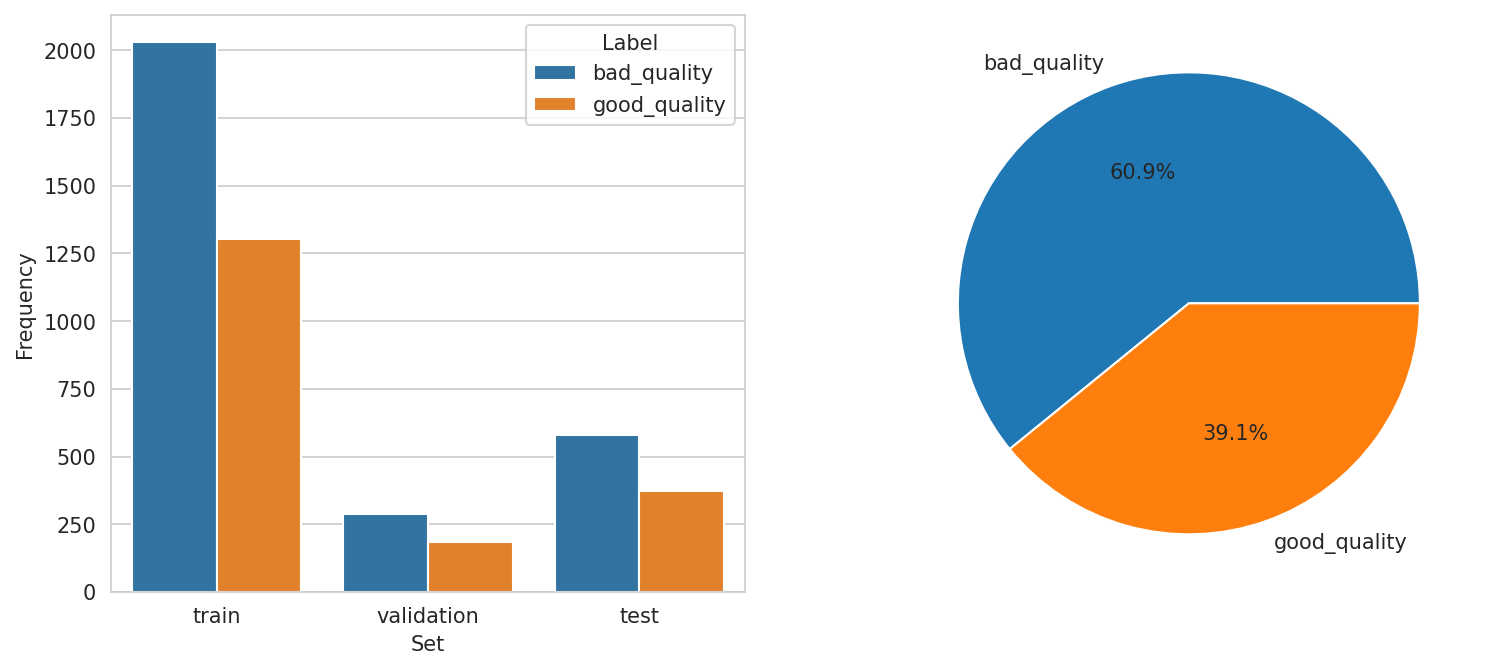 2000
1750
1500
1250
1000
750
500
250
0
Frequency
train
validation
test
Set
Label
bad_quality
good_quality
bad_quality
60.9%
39.1%
good_quality